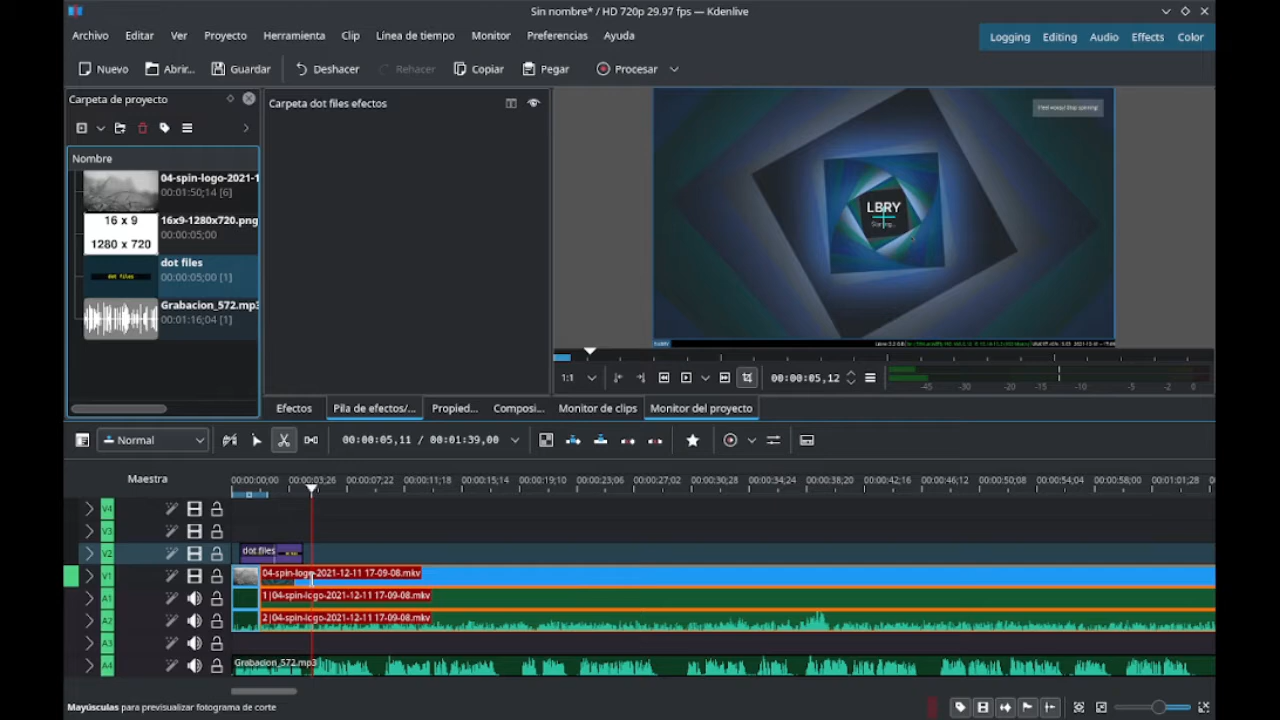 Sin nombre* / HD 720p 29.97 fps — Kdenlive
Archivo Editar Ver Proyecto Herramienta Clip Línea de tiempo Monitor Preferencias Ayuda
Logging Editing Audio Effects Color
Nuevo Abrir... Guardar Deshacer Rehacer Copiar Pegar Procesar
Carpeta de proyecto
Carpeta dot files efectos
Nombre
04-spin-logo-2021-1
00:01:50;14 [6]
16 x 9
1280 x 720
16x9-1280x720.png
00:00:05;00
dot files
dot files
00:00:05;00 [1]
Grabacion_572.mp3
00:01:16;04 [1]
LBRY
1:1
00:00:05,12
-45 -30 -20 -15 -10 -5 -2 0
Efectos Pila de efectos/... Propied... Composi... Monitor de clips Monitor del proyecto
Normal
00:00:05,11 / 00:01:39,00
Maestra
00:00:00;00 00:00:03;26 00:00:07;22 00:00:11;18 00:00:15;14 00:00:19;10 00:00:23;06 00:00:27;02 00:00:30;28 00:00:34;24 00:00:38;20 00:00:42;16 00:00:46;12 00:00:50;08 00:00:54;04 00:00:58;00 00:01:01;28
V4
V3
V2 dot files
V1 04-spin-logo-2021-12-11 17-09-08.mkv
A1 1|04-spin-logo-2021-12-11 17-09-08.mkv
A2 2|04-spin-logo-2021-12-11 17-09-08.mkv
A3
A4 Grabacion_572.mp3
Mayúsculas para previsualizar fotograma de corte